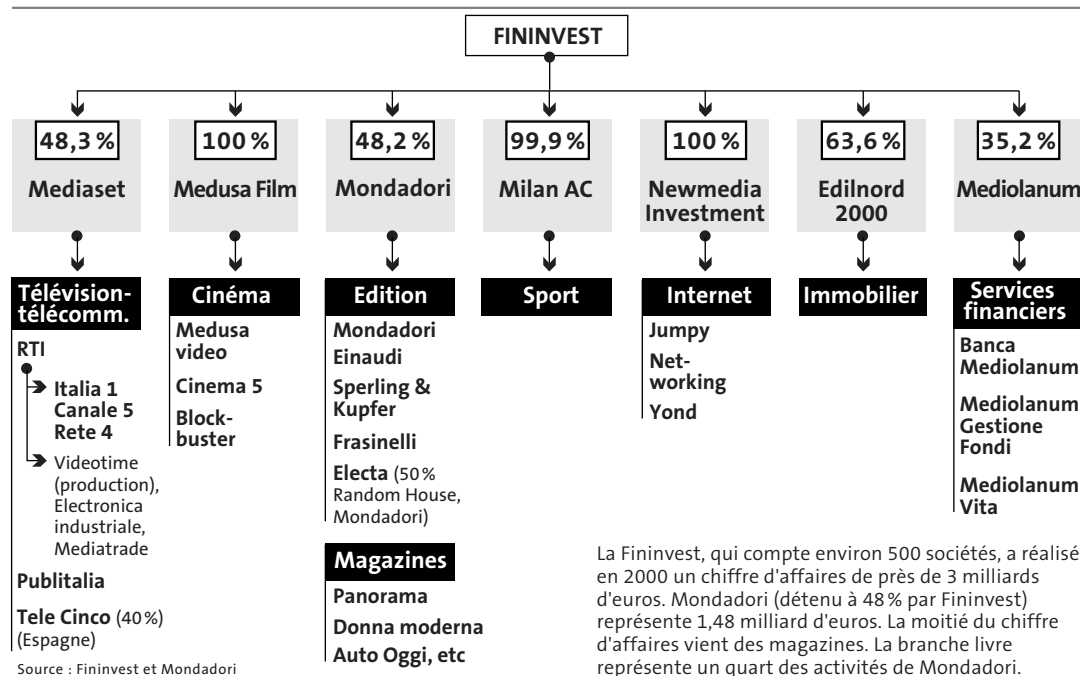 FININVEST
48,3 %
Mediaset
Télévision-
télécomm.
RTI
Italia 1
Canale 5
Rete 4
Videotime
(production),
Electronica
industriale,
Mediatrade
Publitalia
Tele Cinco (40%)
(Espagne)
100 %
Medusa Film
Cinéma
Medusa
video
Cinema 5
Block-
buster
48,2 %
Mondadori
Edition
Mondadori
Einaudi
Sperling &
Kupfer
Frasinelli
Electa (50%
Random House,
Mondadori)
Magazines
Panorama
Donna moderna
Auto Oggi, etc
99,9 %
Milan AC
Sport
100 %
Newmedia
Investment
Internet
Jumpy
Net-
working
Yond
63,6 %
Edilnord
2000
Immobilier
35,2 %
Mediolanum
Services
financiers
Banca
Mediolanum
Mediolanum
Gestione
Fondi
Mediolanum
Vita
La Fininvest, qui compte environ 500 sociétés, a réalisé
en 2000 un chiffre d'affaires de près de 3 milliards
d'euros. Mondadori (détenu à 48% par Fininvest)
représente 1,48 milliard d'euros. La moitié du chiffre
d'affaires vient des magazines. La branche livre
représente un quart des activités de Mondadori.
Source : Fininvest et Mondadori